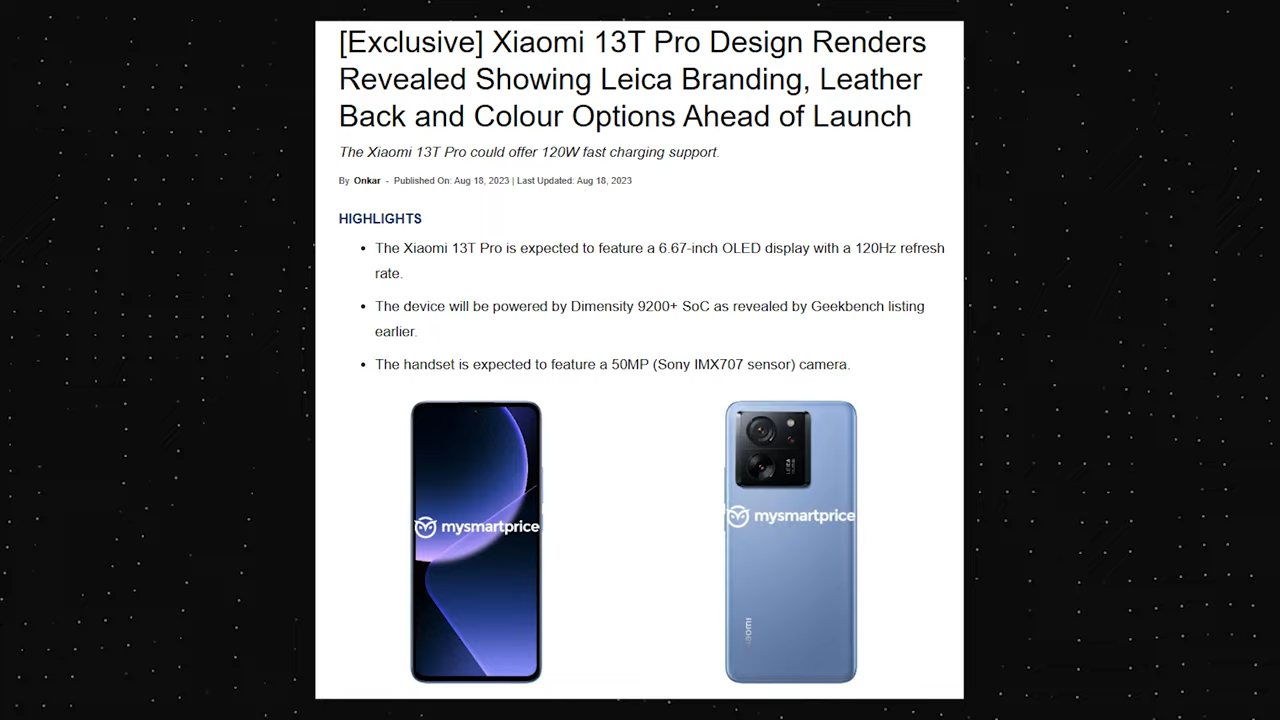 [Exclusive] Xiaomi 13T Pro Design Renders
Revealed Showing Leica Branding, Leather
Back and Colour Options Ahead of Launch
The Xiaomi 13T Pro could offer 120W fast charging support.
By Onkar - Published On: Aug 18, 2023 | Last Updated: Aug 18, 2023
HIGHLIGHTS
• The Xiaomi 13T Pro is expected to feature a 6.67-inch OLED display with a 120Hz refresh
rate.
• The device will be powered by Dimensity 9200+ SoC as revealed by Geekbench listing
earlier.
• The handset is expected to feature a 50MP (Sony IMX707 sensor) camera.
mysmartprice
mysmartprice
LEICA